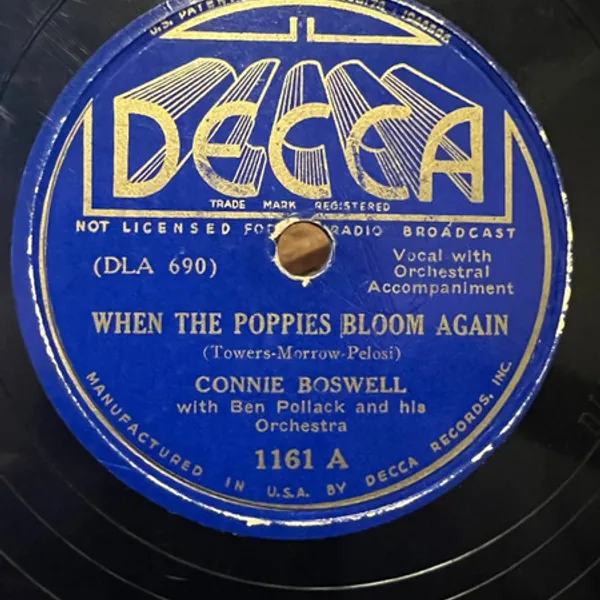 U.S. PATENT
DECCA
TRADE MARK REGISTERED
NOT LICENSED RADIO BROADCAST
(DLA 690)
Vocal with
Orchestral
Accompaniment
WHEN THE POPPIES BLOOM AGAIN
(Towers-Morrow-Pelosi)
CONNIE BOSWELL
with Ben Pollack and his
Orchestra
1161 A
MANUFACTURED IN U.S.A. BY DECCA RECORDS, INC.